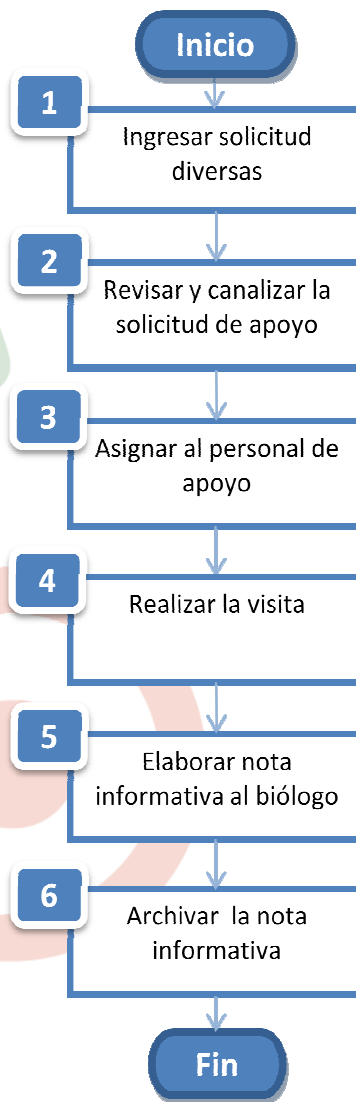 Inicio
1
Ingresar solicitud
diversas
2
Revisar y canalizar la
solicitud de apoyo
3
Asignar al personal de
apoyo
4
Realizar la visita
5
Elaborar nota
informativa al biólogo
6
Archivar la nota
informativa
Fin